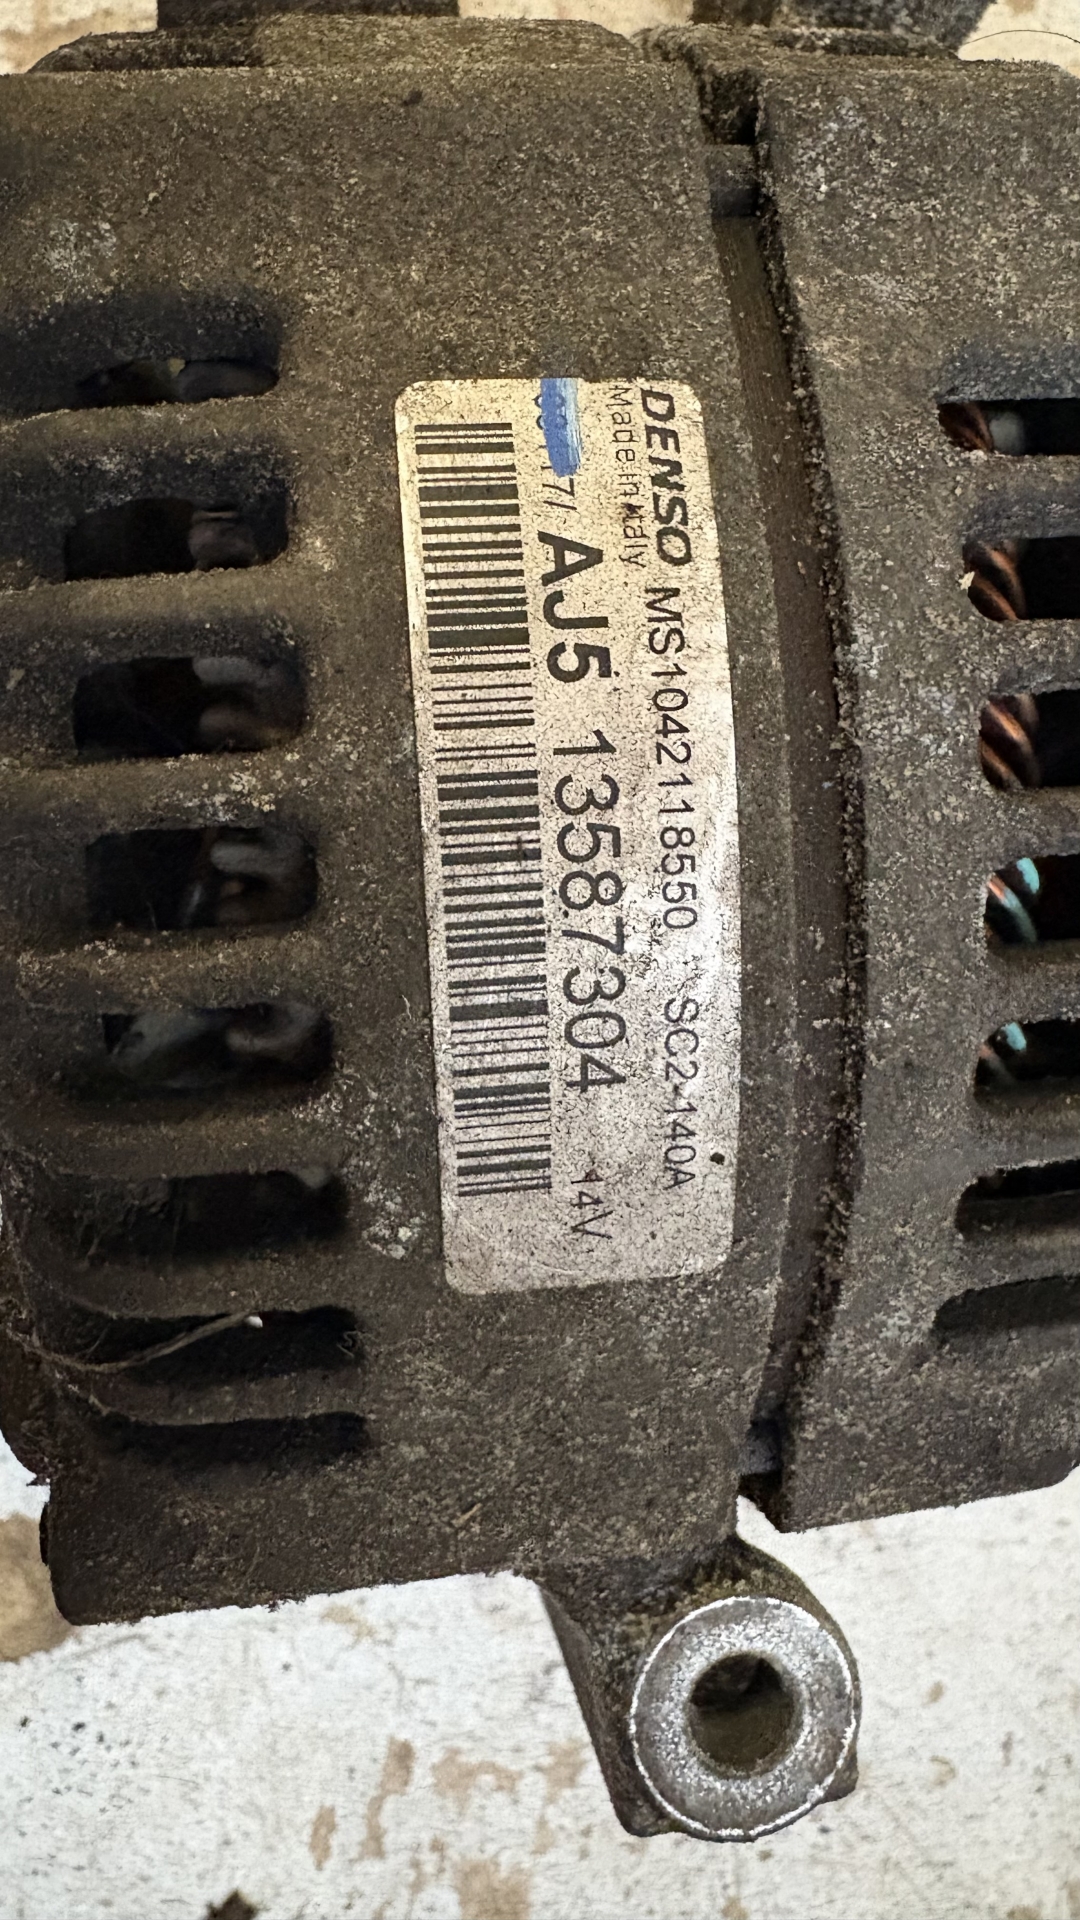 DENSO MS1042118550 SC2 140A
Made in Italy
AJ5 13587304 14V